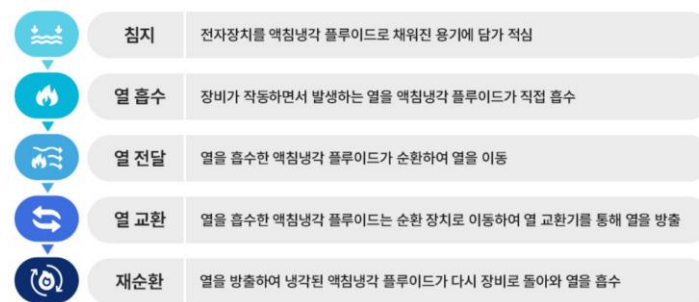 침지
전자장치를 액침냉각 플루이드로 채워진 용기에 담가 적심
열 흡수
장비가 작동하면서 발생하는 열을 액침냉각 플루이드가 직접 흡수
열 전달
열을 흡수한 액침냉각 플루이드가 순환하여 열을 이동
열 교환
열을 흡수한 액침냉각 플루이드는 순환 장치로 이동하여 열 교환기를 통해 열을 방출
재순환
열을 방출하여 냉각된 액침냉각 플루이드가 다시 장비로 돌아와 열을 흡수